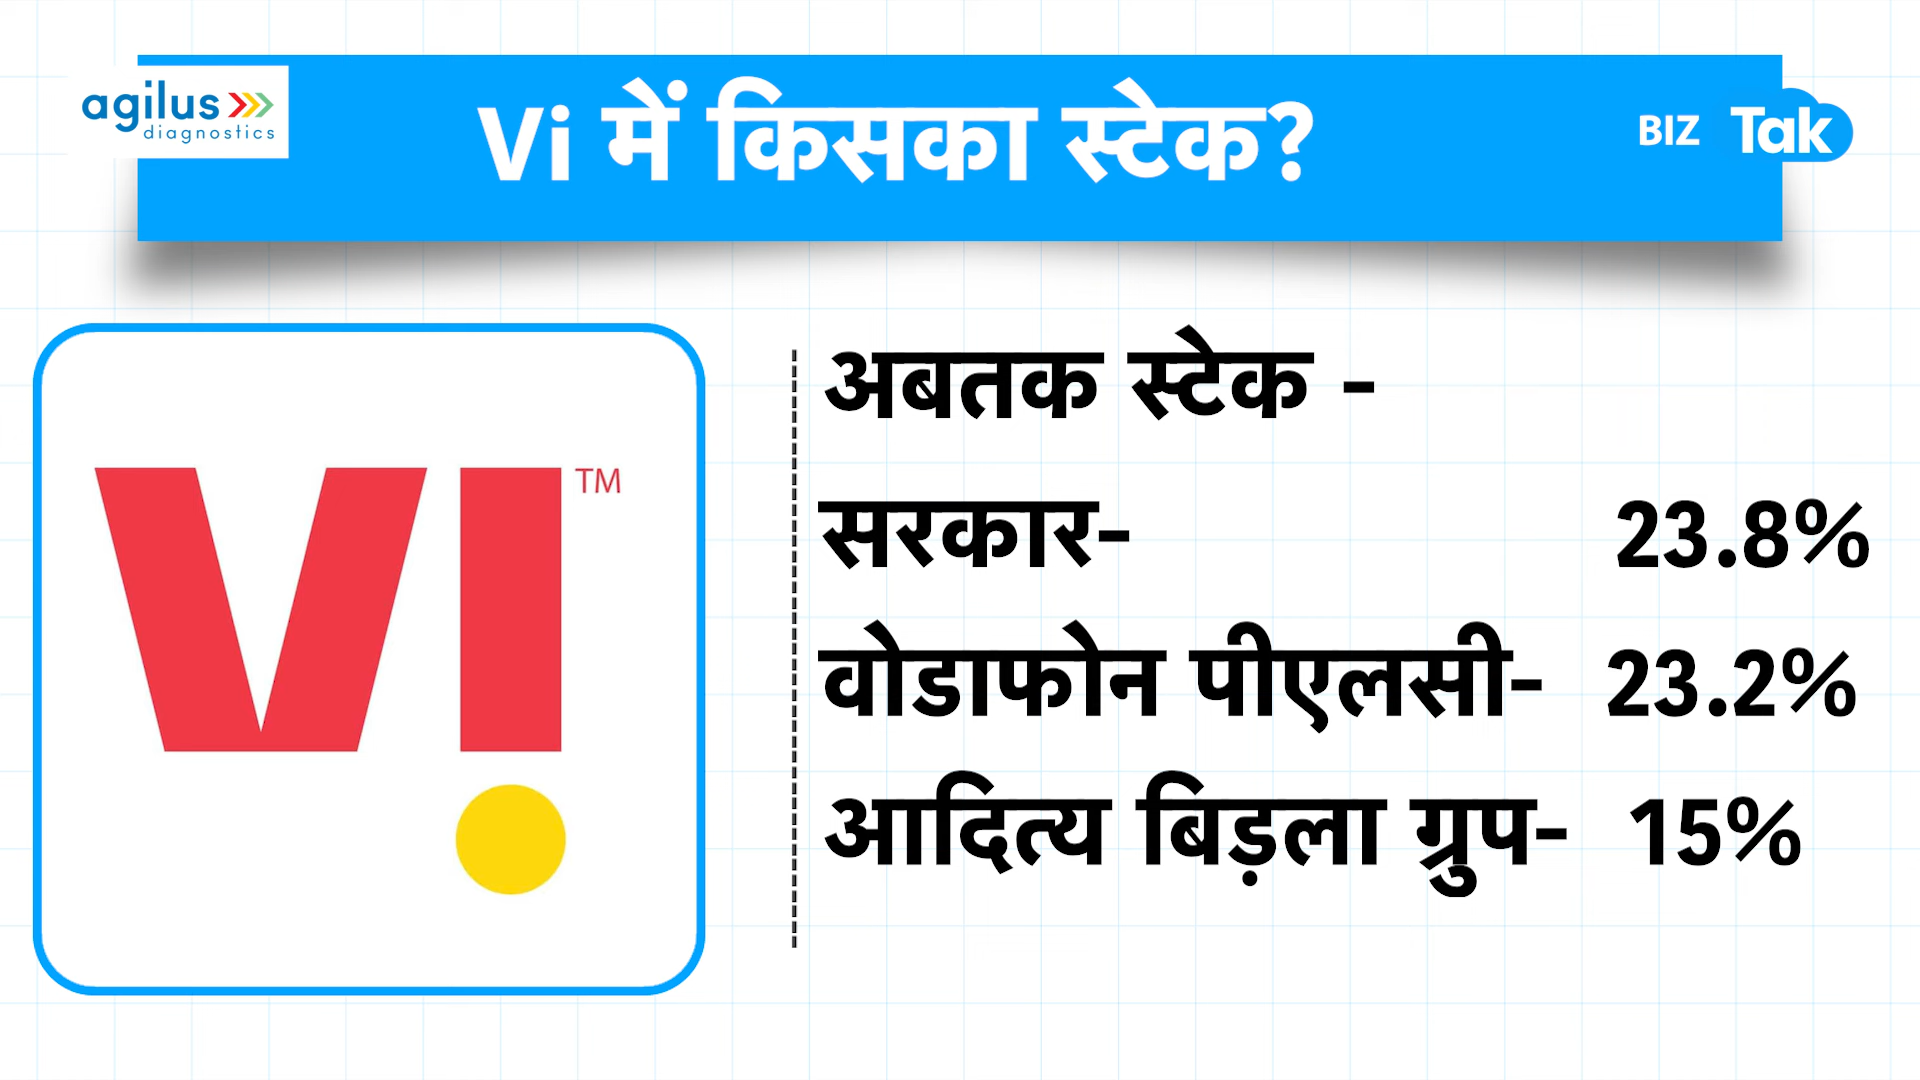 agilus
diagnostics
Vi में किसका स्टेक?
BIZ Tak
VI TM
अबतक स्टेक -
सरकार- 23.8%
वोडाफोन पीएलसी- 23.2%
आदित्य बिड़ला ग्रुप- 15%